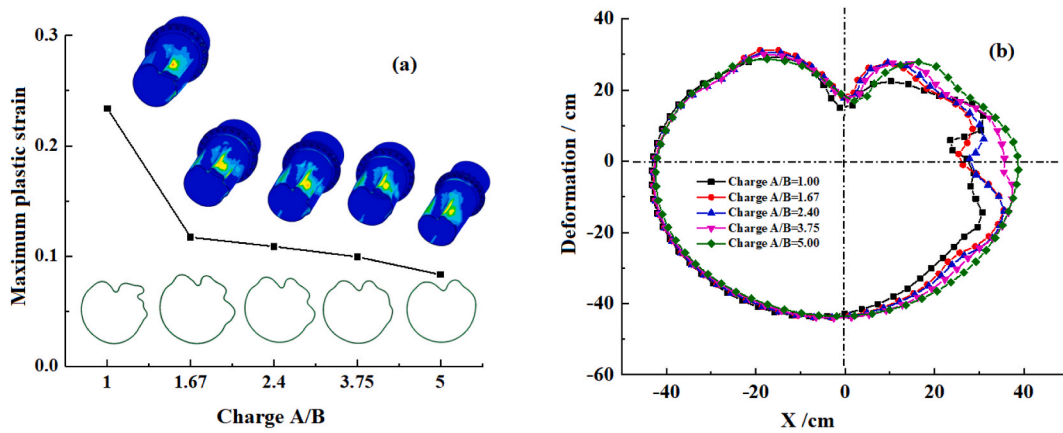 0.3
0.2
0.1
0.0
Maximum plastic strain
(a)
1
1.67
2.4
3.75
5
Charge A/B
40
20
0
-20
-40
-60
Deformation / cm
(b)
Charge A/B=1.00
Charge A/B=1.67
Charge A/B=2.40
Charge A/B=3.75
Charge A/B=5.00
-40
-20
0
20
40
X /cm